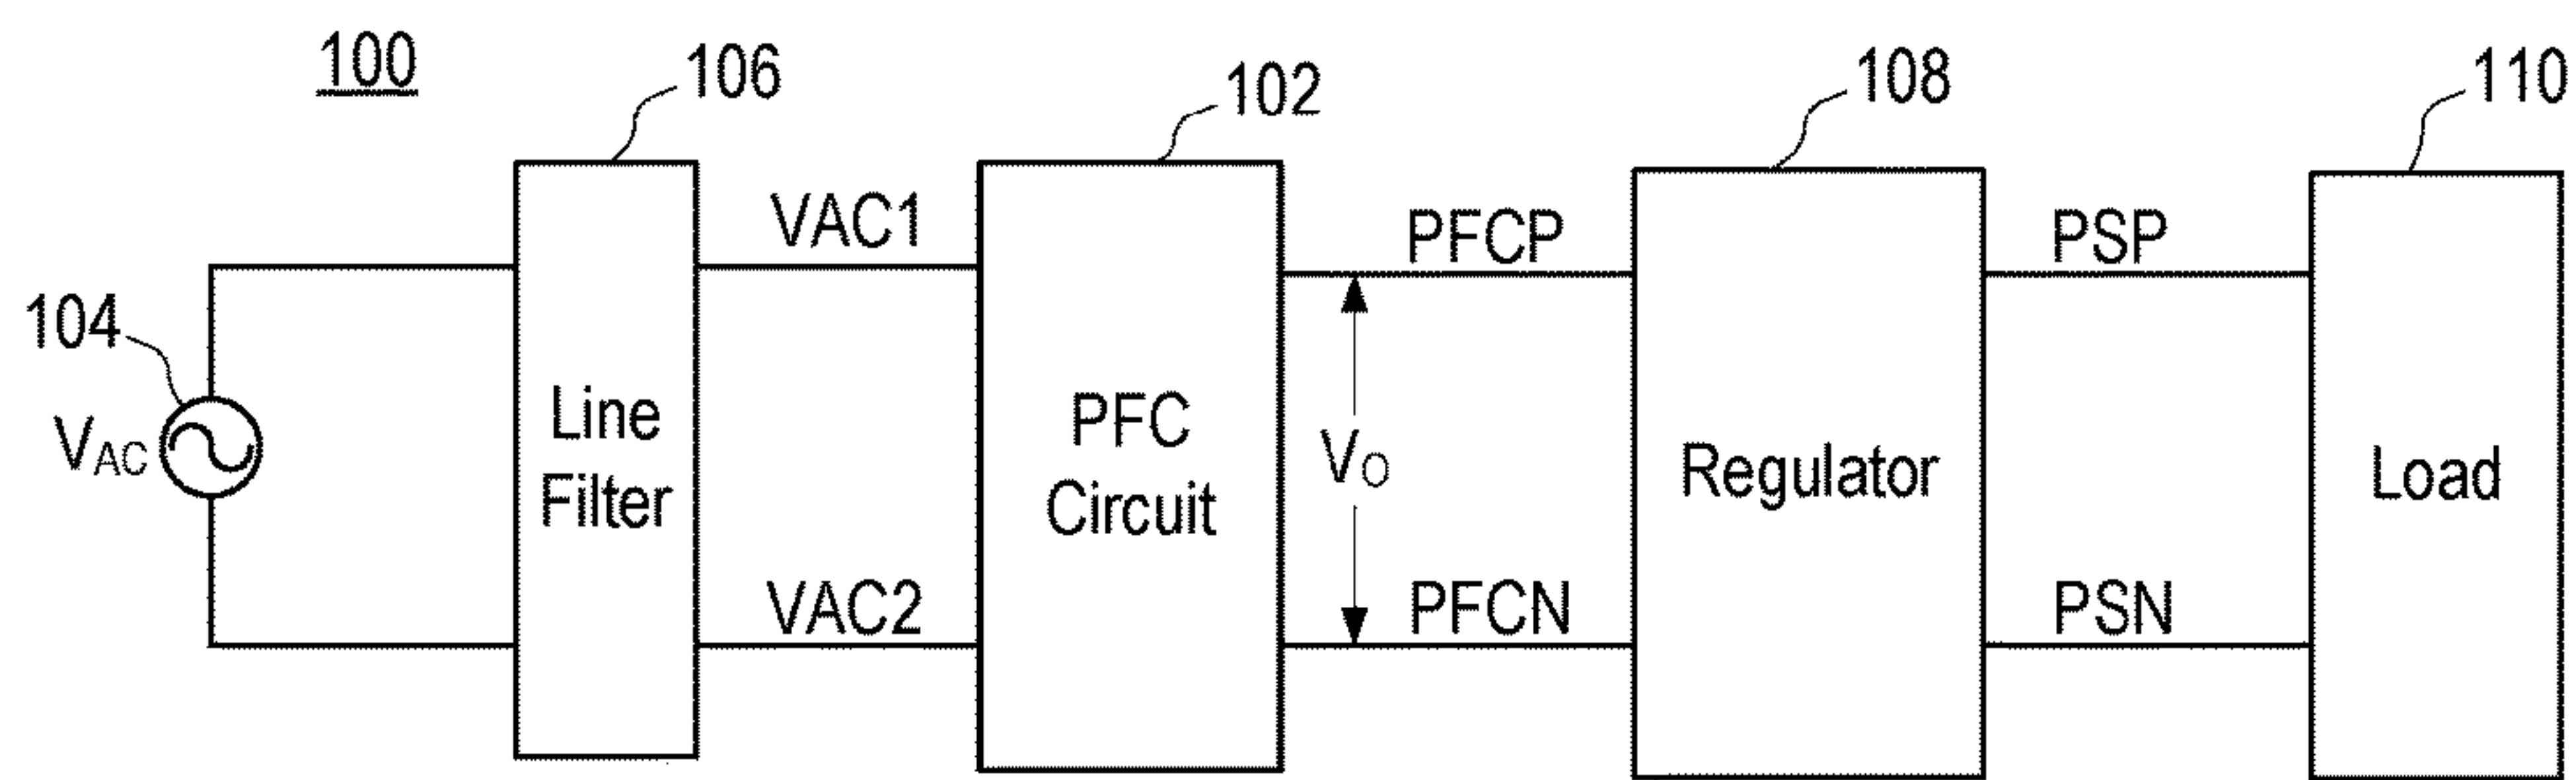 100
106
102
108
110
VAC1
PFCP
PSP
104
VAC
Line
Filter
PFC
Circuit
VO
Regulator
Load
VAC2
PFCN
PSN